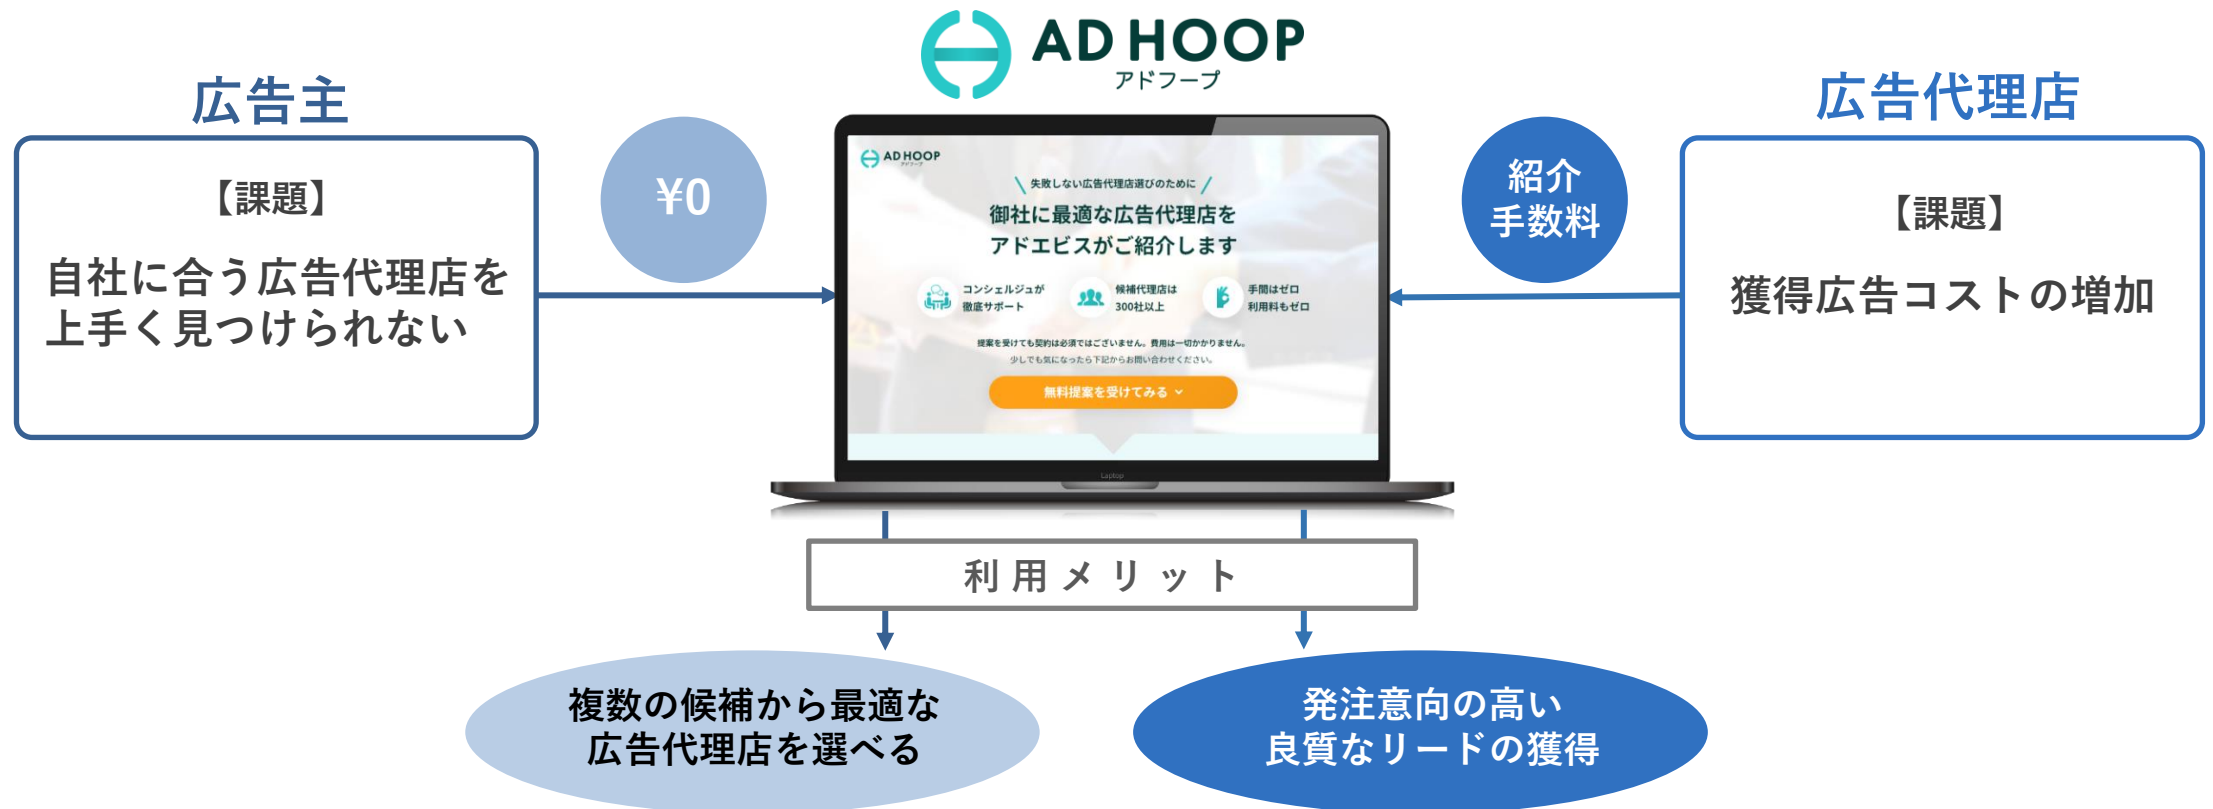 AD HOOP
アドフープ
広告主
【課題】
自社に合う広告代理店を
上手く見つけられない
¥0
AD HOOP
アドフープ
失敗しない広告代理店選びのために
御社に最適な広告代理店を
アドエビスがご紹介します
コンシェルジュが
徹底サポート
候補代理店は
300社以上
手間はゼロ
利用料もゼロ
提案を受けても契約は必須ではございません。費用は一切かかりません。
少しでも気になったら下記からお問い合わせください。
無料提案を受けてみる
Laptop
紹介
手数料
広告代理店
【課題】
獲得広告コストの増加
利用メリット
複数の候補から最適な
広告代理店を選べる
発注意向の高い
良質なリードの獲得